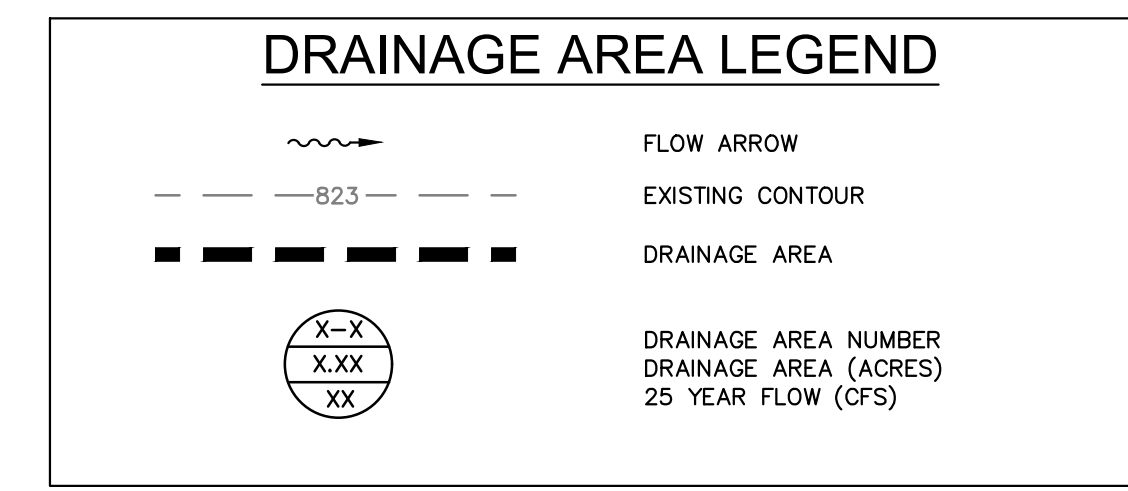 DRAINAGE AREA LEGEND
FLOW ARROW
823
EXISTING CONTOUR
DRAINAGE AREA
X-X
X.XX
XX
DRAINAGE AREA NUMBER
DRAINAGE AREA (ACRES)
25 YEAR FLOW (CFS)